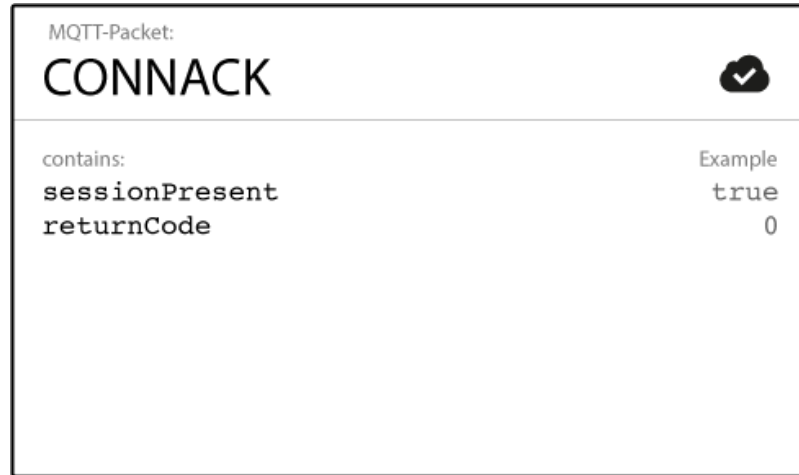 MQTT-Packet:
CONNACK
contains: Example
sessionPresent true
returnCode 0